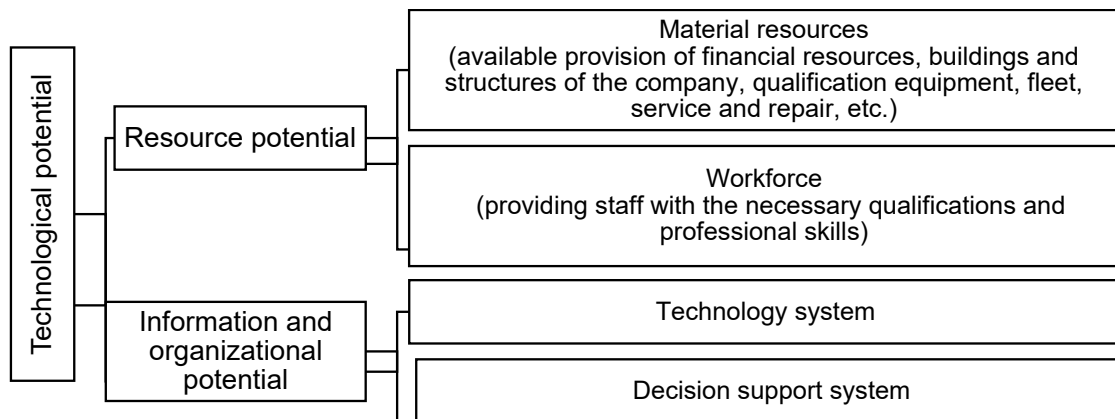 Technological potential
Resource potential
Material resources
(available provision of financial resources, buildings and
structures of the company, qualification equipment, fleet,
service and repair, etc.)
Workforce
(providing staff with the necessary qualifications and
professional skills)
Information and
organizational
potential
Technology system
Decision support system